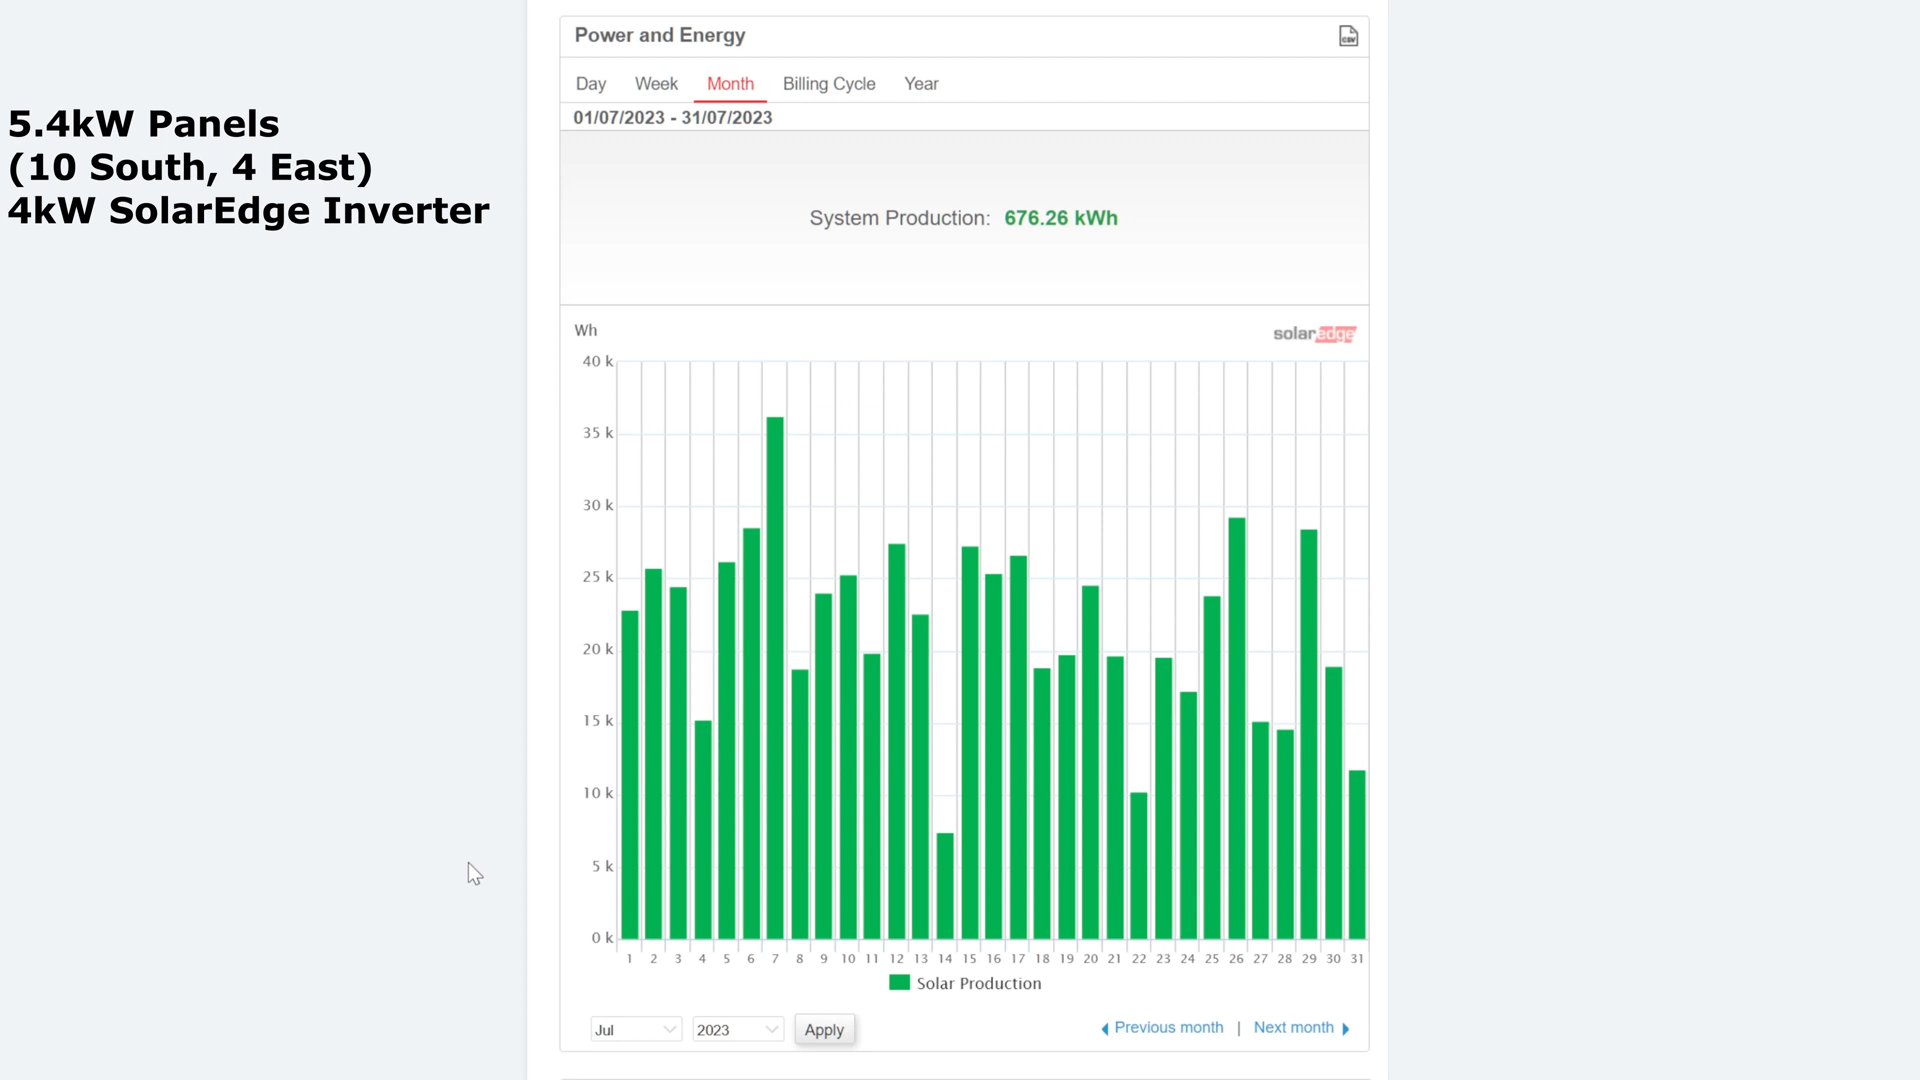 5.4kW Panels
(10 South, 4 East)
4kW SolarEdge Inverter
Power and Energy
CSV
Day Week Month Billing Cycle Year
01/07/2023 - 31/07/2023
System Production: 676.26 kWh
Wh
solaredge
40 k
35 k
30 k
25 k
20 k
15 k
10 k
5 k
0 k
1 2 3 4 5 6 7 8 9 10 11 12 13 14 15 16 17 18 19 20 21 22 23 24 25 26 27 28 29 30 31
Solar Production
Jul 2023 Apply Previous month | Next month